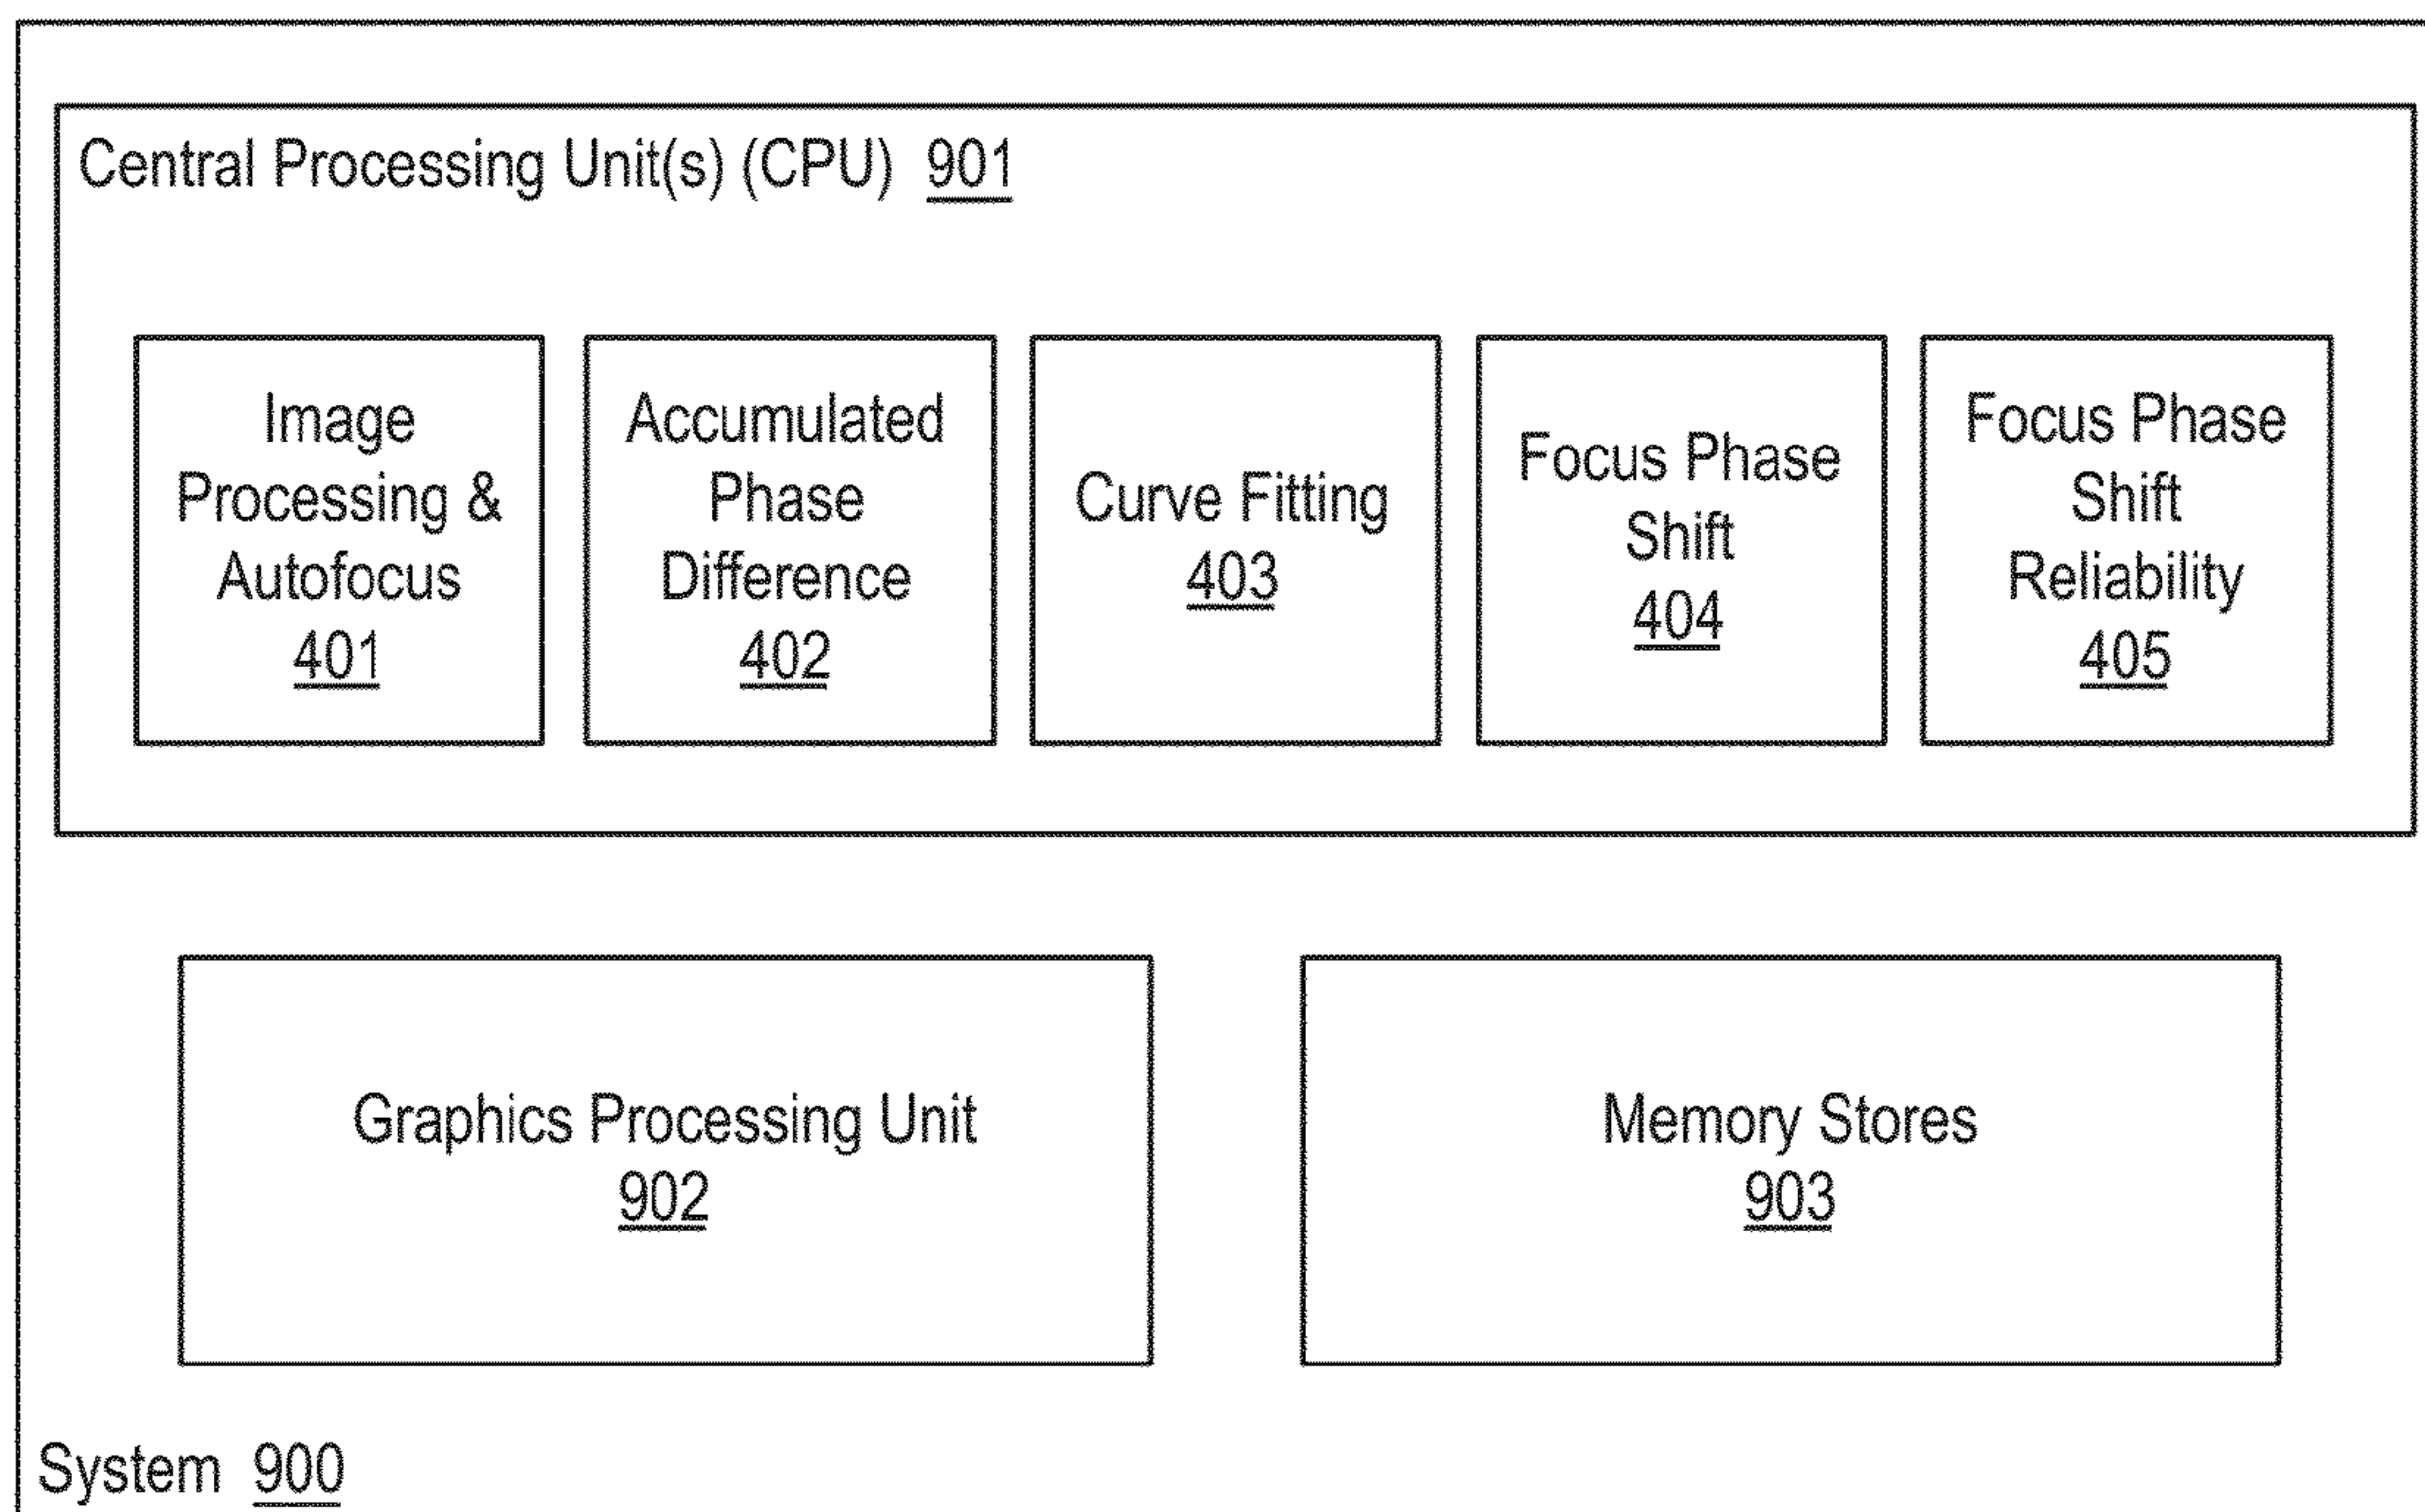 Central Processing Unit(s) (CPU) 901
Image
Processing &
Autofocus
401
Accumulated
Phase
Difference
402
Curve Fitting
403
Focus Phase
Shift
404
Focus Phase
Shift
Reliability
405
Graphics Processing Unit
902
Memory Stores
903
System 900